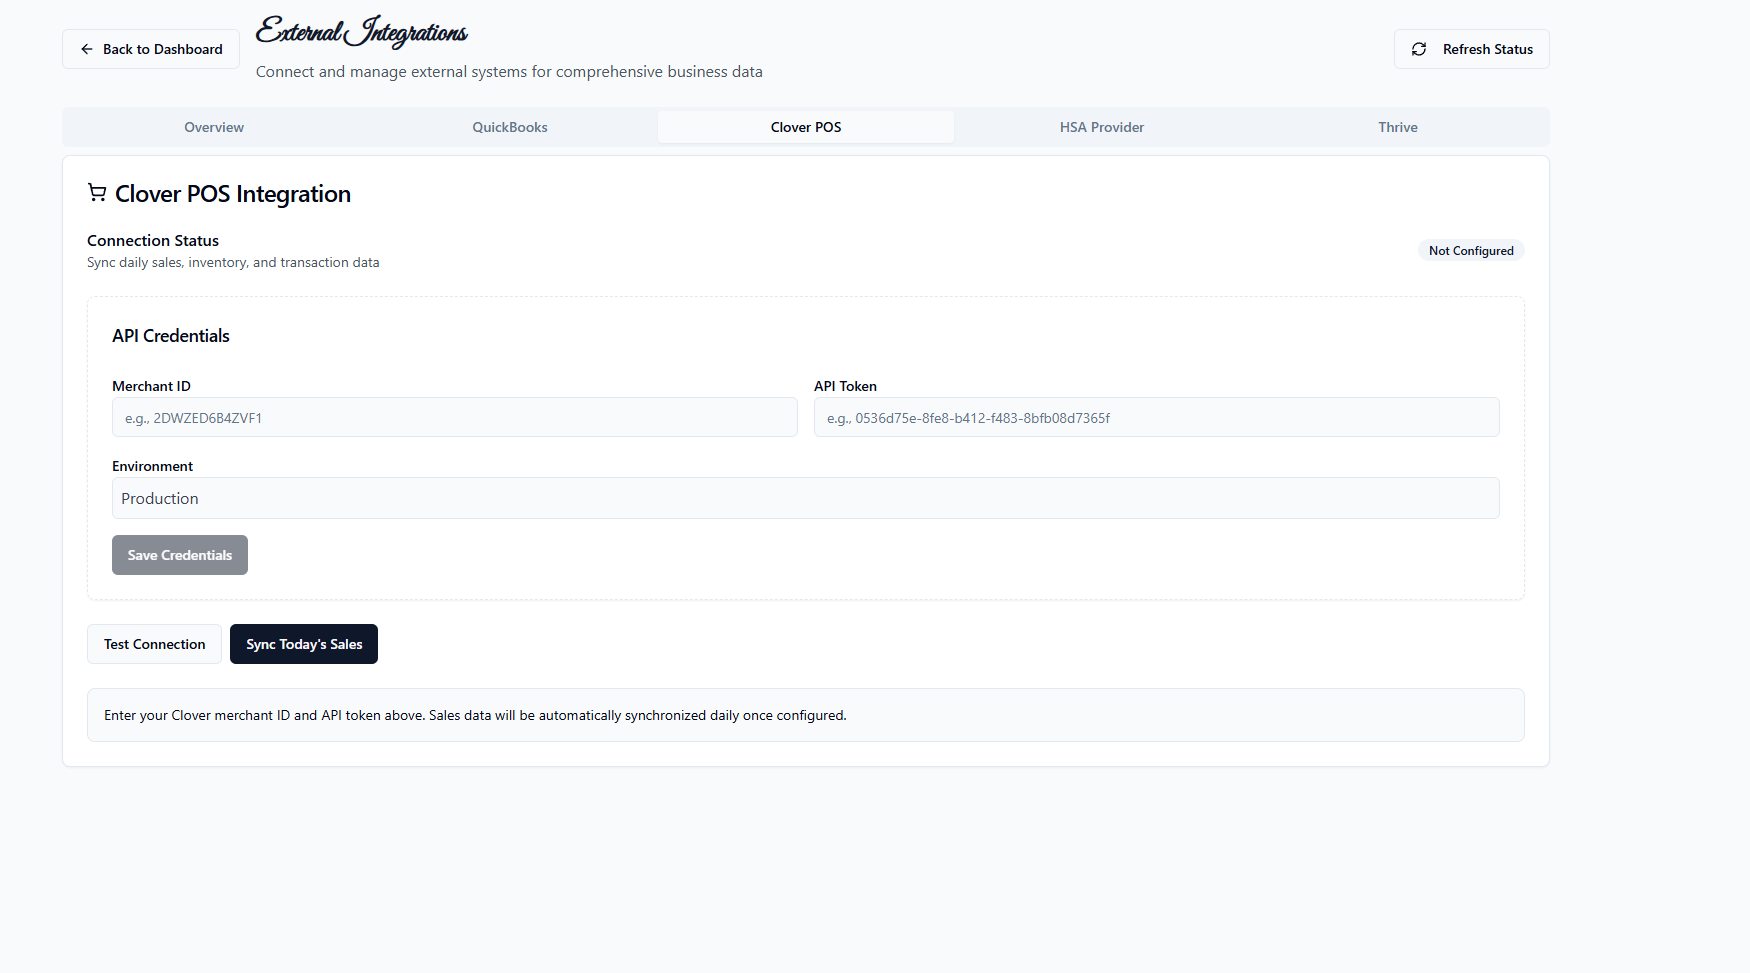 Back to Dashboard
External Integrations
Connect and manage external systems for comprehensive business data
Refresh Status
Overview
QuickBooks
Clover POS
HSA Provider
Thrive
Clover POS Integration
Connection Status
Sync daily sales, inventory, and transaction data
Not Configured
API Credentials
Merchant ID
e.g., 2DWZED6B4ZVF1
API Token
e.g., 0536d75e-8fe8-b412-f483-8bfb08d7365f
Environment
Production
Save Credentials
Test Connection
Sync Today's Sales
Enter your Clover merchant ID and API token above. Sales data will be automatically synchronized daily once configured.